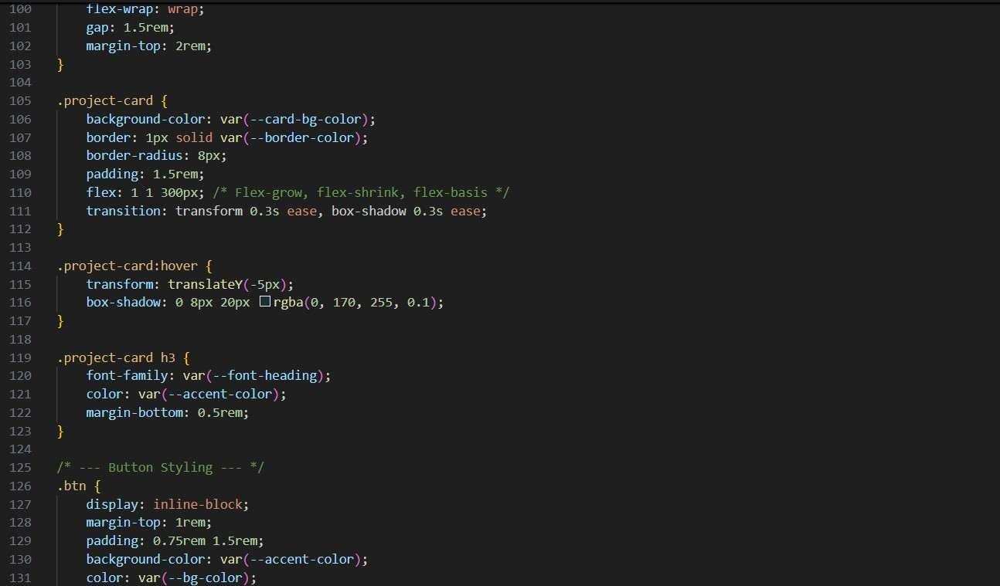 100 flex-wrap: wrap;
101 gap: 1.5rem;
102 margin-top: 2rem;
103 }
104
105 .project-card {
106 background-color: var(--card-bg-color);
107 border: 1px solid var(--border-color);
108 border-radius: 8px;
109 padding: 1.5rem;
110 flex: 1 1 300px; /* Flex-grow, flex-shrink, flex-basis */
111 transition: transform 0.3s ease, box-shadow 0.3s ease;
112 }
113
114 .project-card:hover {
115 transform: translateY(-5px);
116 box-shadow: 0 8px 20px rgba(0, 170, 255, 0.1);
117 }
118
119 .project-card h3 {
120 font-family: var(--font-heading);
121 color: var(--accent-color);
122 margin-bottom: 0.5rem;
123 }
124
125 /* --- Button Styling --- */
126 .btn {
127 display: inline-block;
128 margin-top: 1rem;
129 padding: 0.75rem 1.5rem;
130 background-color: var(--accent-color);
131 color: var(--bg-color);